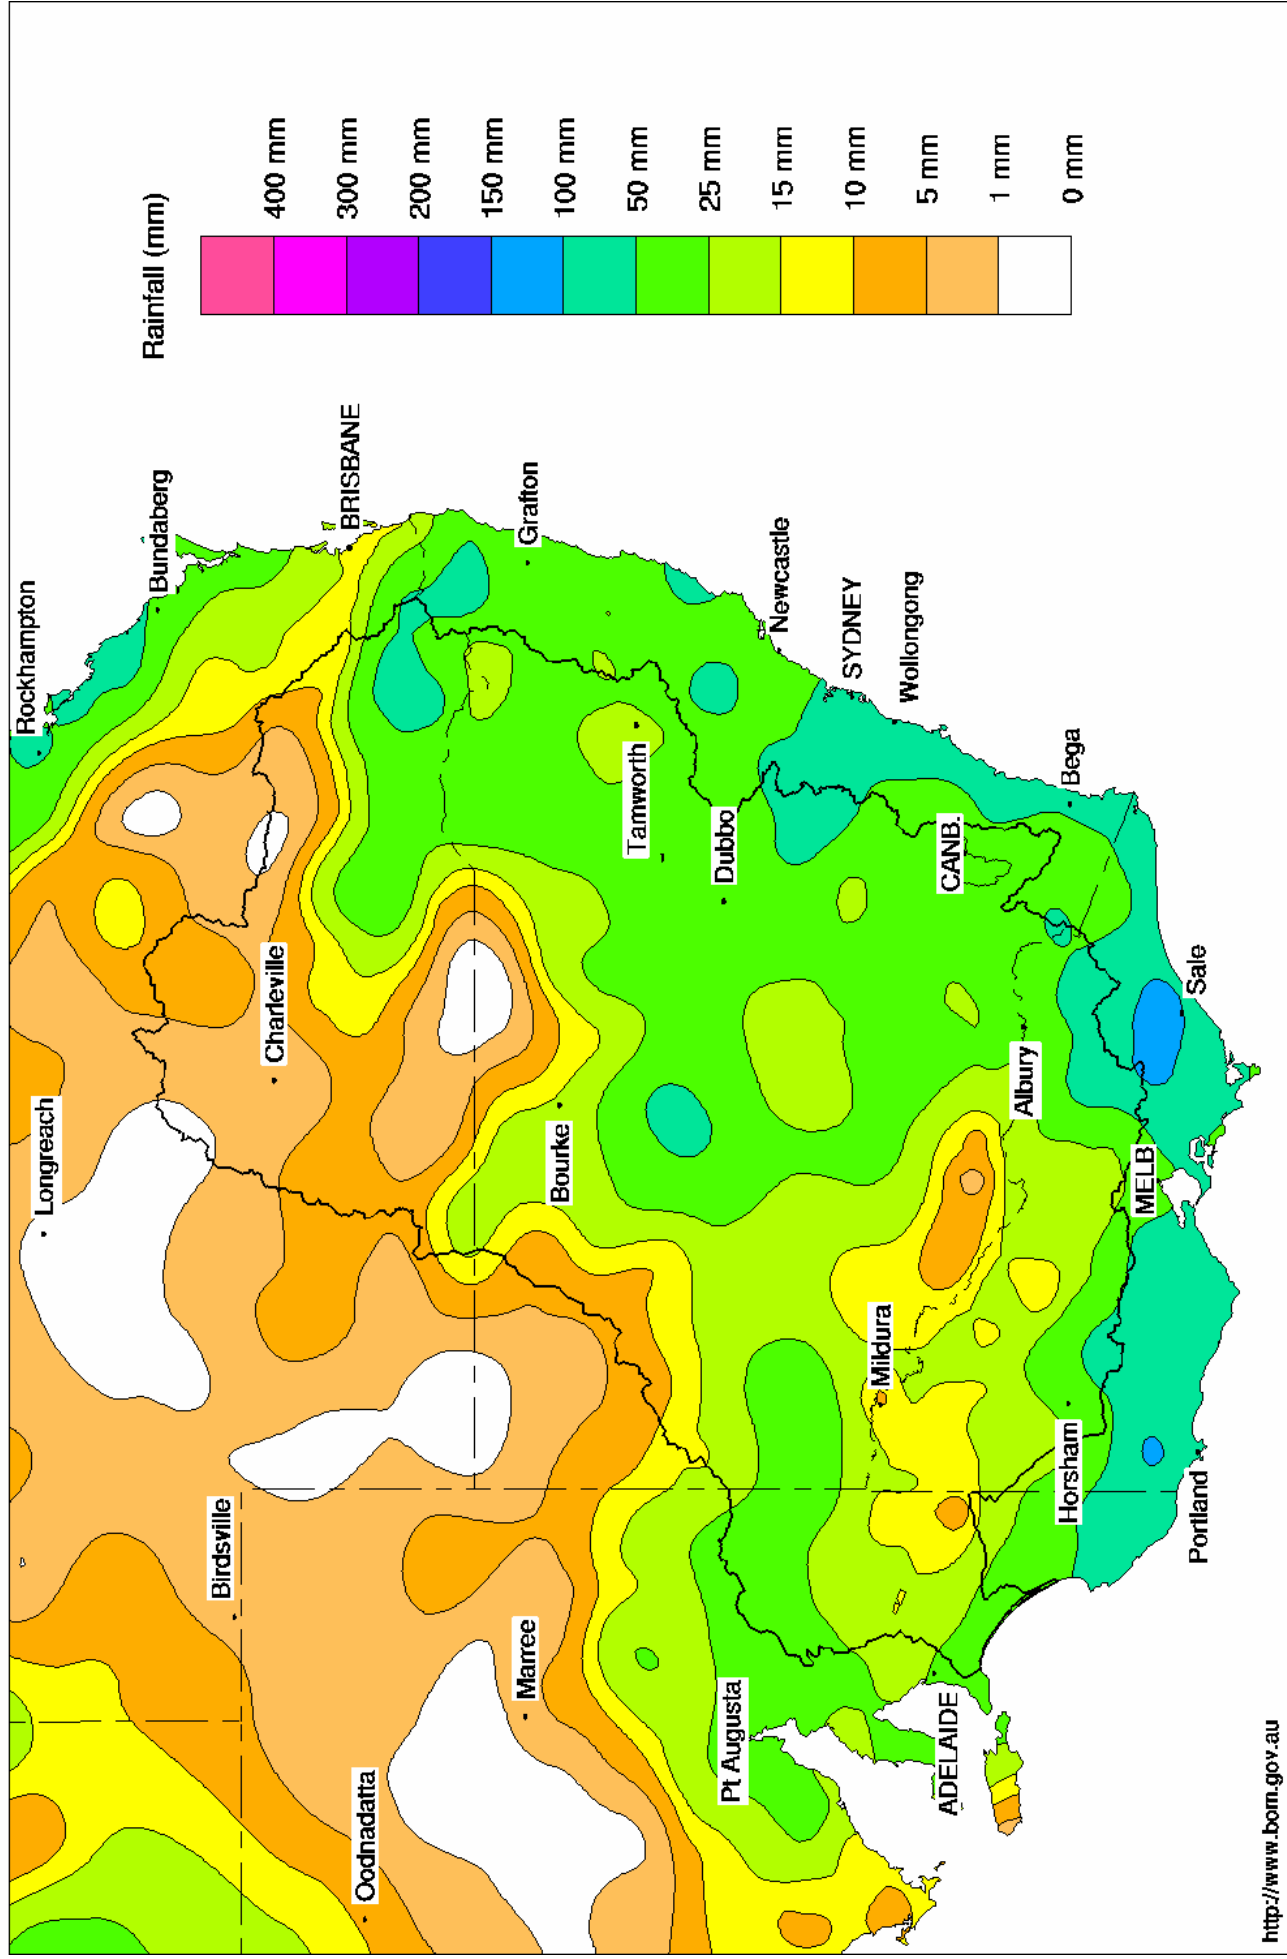 Rockhampton
Longreach
Bundaberg
Birdsville
Charleville
BRISBANE
Oodnadatta
Marree
Grafton
Bourke
Tamworth
Pt Augusta
Dubbo
Newcastle
Mildura
SYDNEY
Wollongong
ADELAIDE
CANB.
Albury
Horsham
Bega
MELB
Portland
Sale
Rainfall (mm)
400 mm
300 mm
200 mm
150 mm
100 mm
50 mm
25 mm
15 mm
10 mm
5 mm
1 mm
0 mm
http://www.bom.gov.au